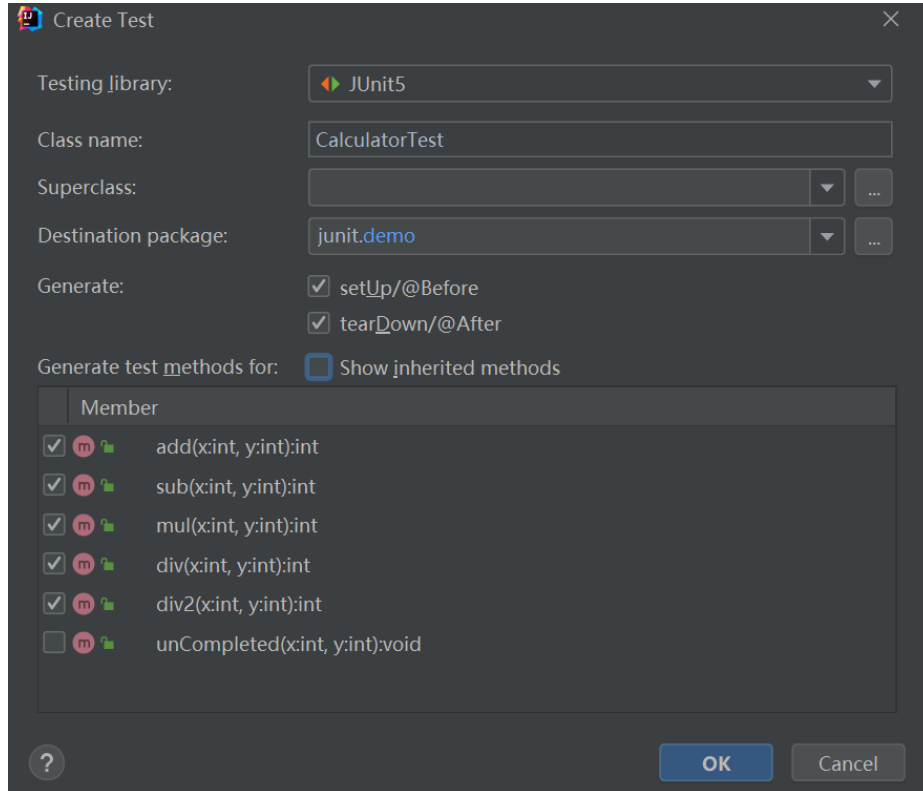 Create Test
Testing library:
JUnit5
Class name:
CalculatorTest
Superclass:
...
Destination package:
junit.demo
...
Generate:
setUp/@Before
tearDown/@After
Generate test methods for:
Show inherited methods
Member
m add(x:int, y:int):int
m sub(x:int, y:int):int
m mul(x:int, y:int):int
m div(x:int, y:int):int
m div2(x:int, y:int):int
m unCompleted(x:int, y:int):void
?
OK
Cancel